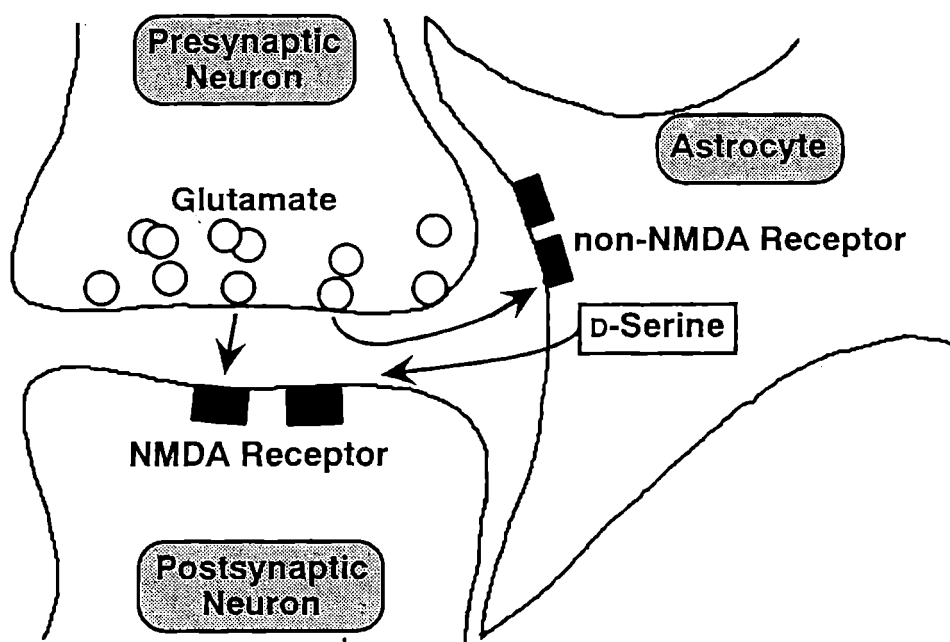 Presynaptic
Neuron
Astrocyte
Glutamate
non-NMDA Receptor
D-Serine
NMDA Receptor
Postsynaptic
Neuron